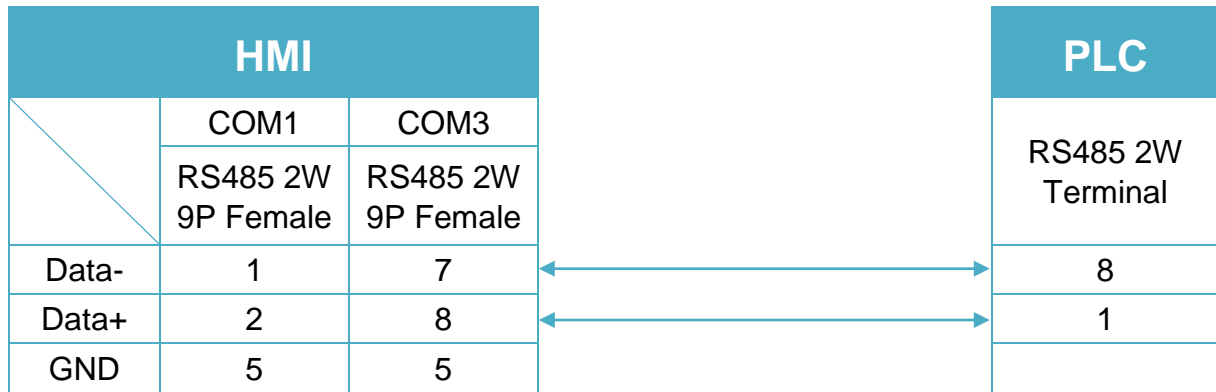 HMI PLC
COM1 COM3
RS485 2W RS485 2W RS485 2W
9P Female 9P Female Terminal
Data- 1 7 8
Data+ 2 8 1
GND 5 5